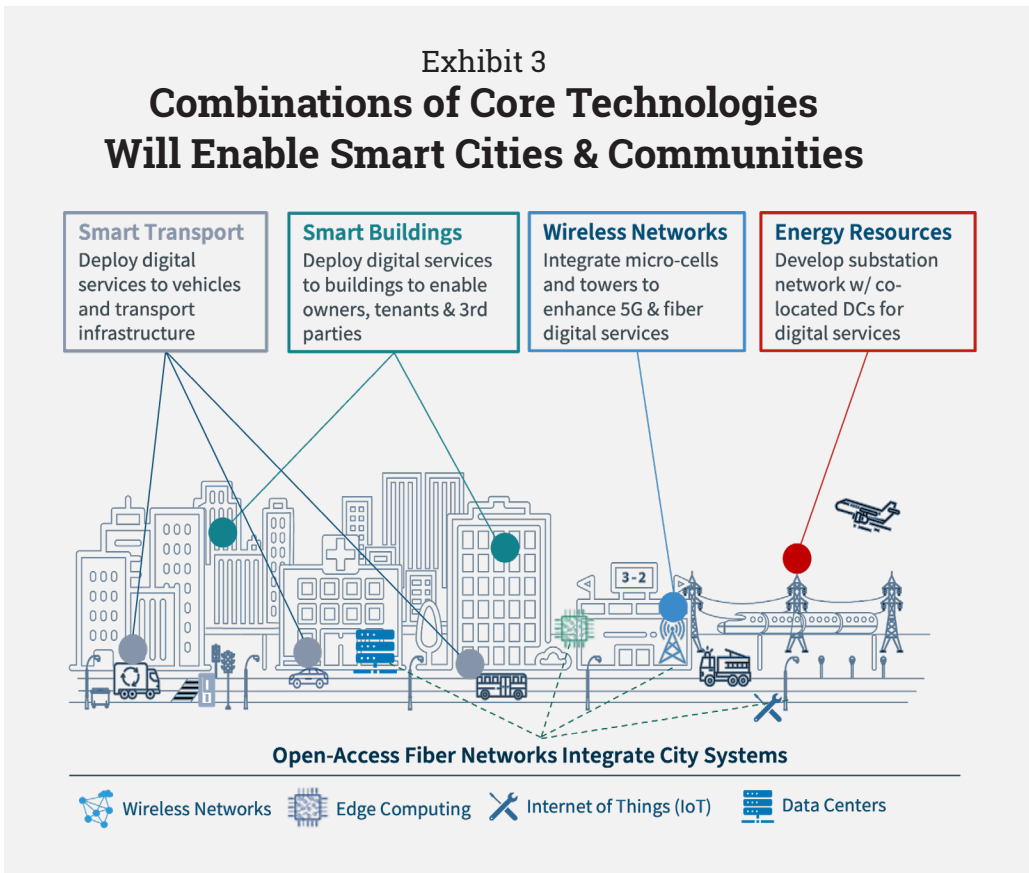 Exhibit 3
Combinations of Core Technologies
Will Enable Smart Cities & Communities
Smart Transport
Deploy digital
services to vehicles
and transport
infrastructure
Smart Buildings
Deploy digital services
to buildings to enable
owners, tenants & 3rd
parties
Wireless Networks
Integrate micro-cells
and towers to
enhance 5G & fiber
digital services
Energy Resources
Develop substation
network w/ co-
located DCs for
digital services
3-2
Open-Access Fiber Networks Integrate City Systems
Wireless Networks
Edge Computing
Internet of Things (IoT)
Data Centers